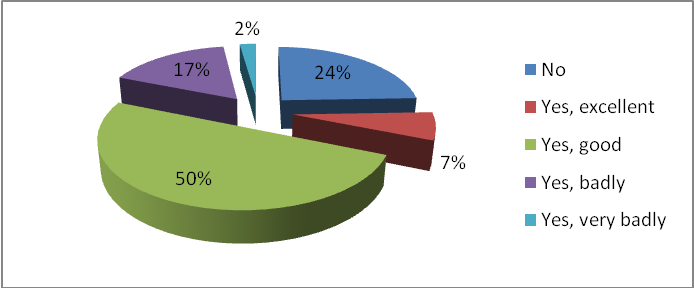 2%
17%
24%
7%
50%
No
Yes, excellent
Yes, good
Yes, badly
Yes, very badly